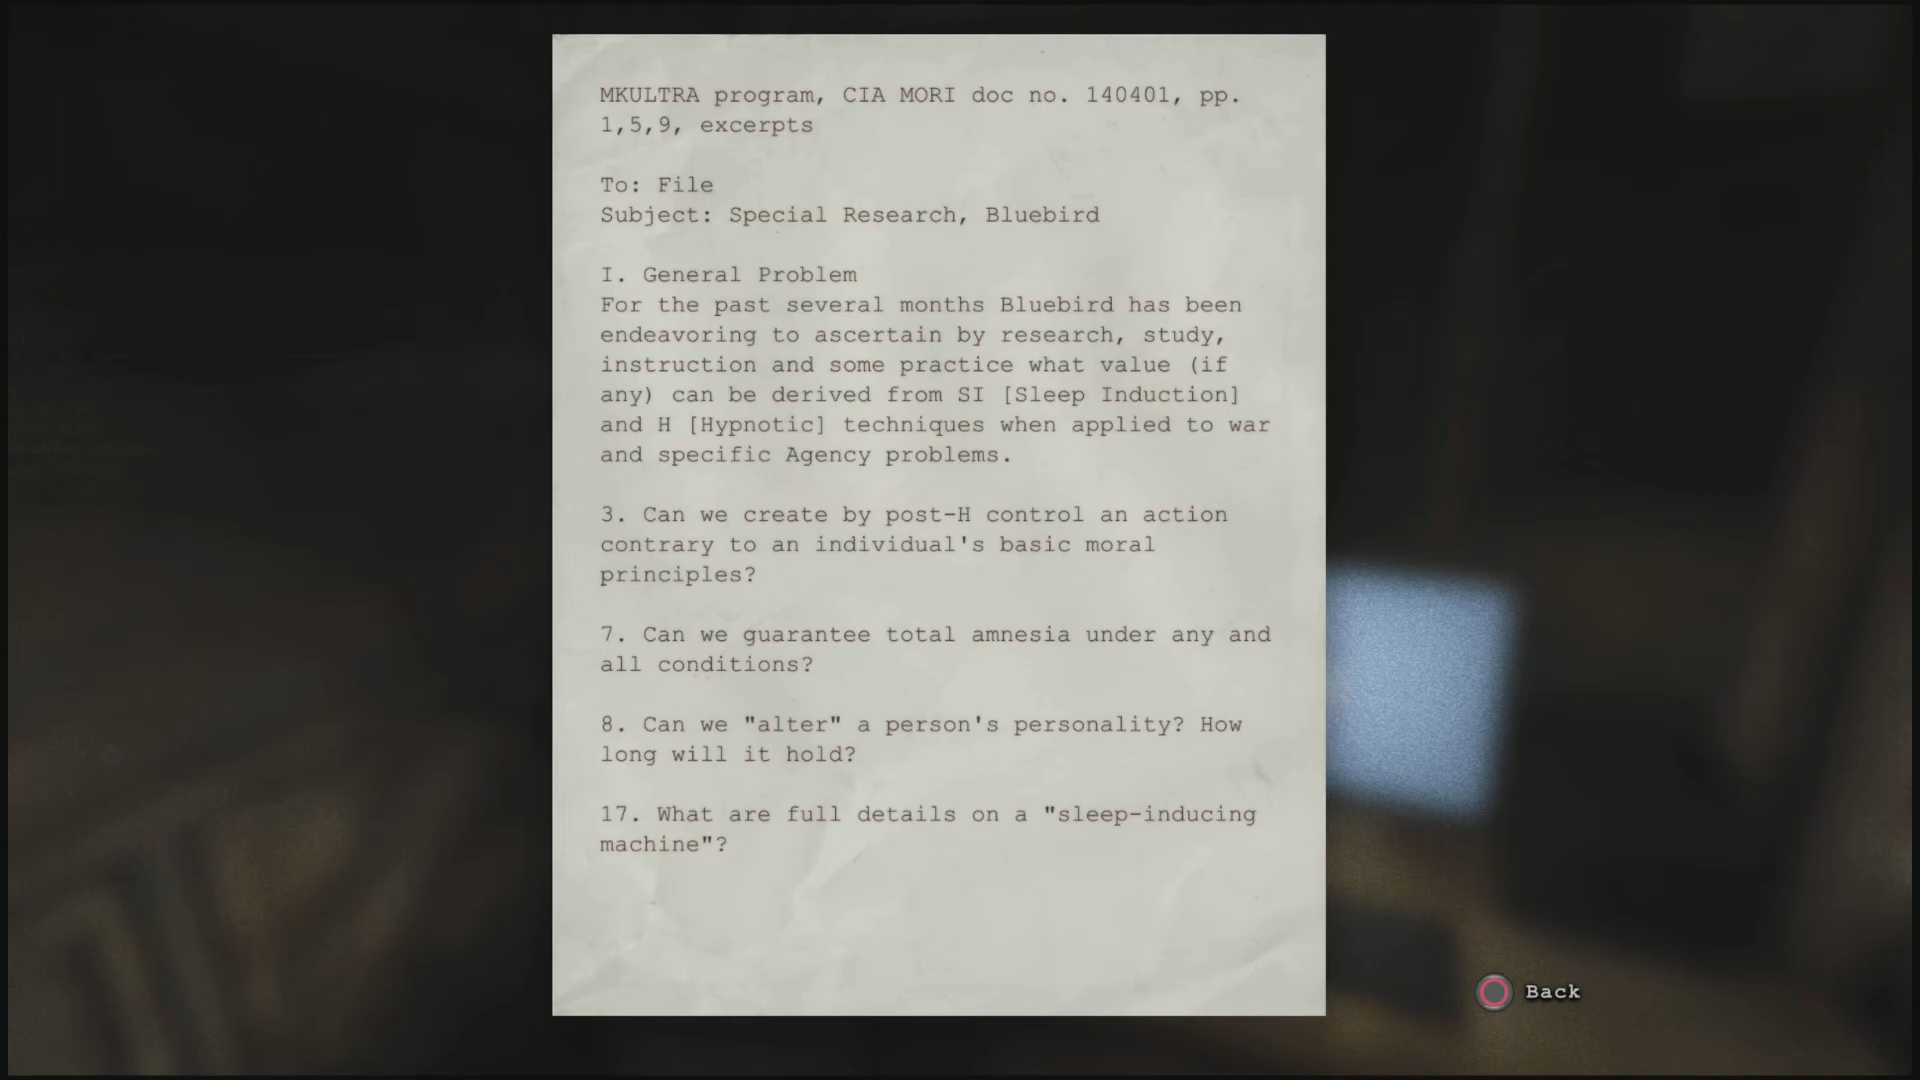 MKULTRA program, CIA MORI doc no. 140401, pp.
1,5,9, excerpts
To: File
Subject: Special Research, Bluebird
I. General Problem
For the past several months Bluebird has been
endeavoring to ascertain by research, study,
instruction and some practice what value (if
any) can be derived from SI [Sleep Induction]
and H [Hypnotic] techniques when applied to war
and specific Agency problems.
3. Can we create by post-H control an action
contrary to an individual's basic moral
principles?
7. Can we guarantee total amnesia under any and
all conditions?
8. Can we "alter" a person's personality? How
long will it hold?
17. What are full details on a "sleep-inducing
machine"?
Back